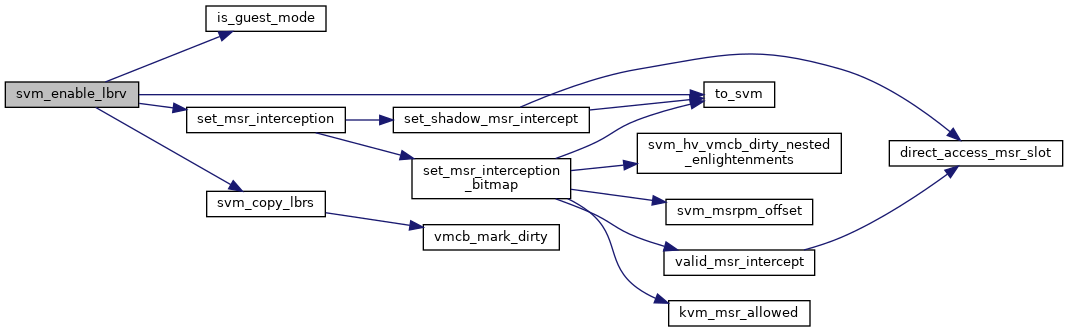 is_guest_mode
svm_enable_lbrv
to_svm
set_msr_interception
set_shadow_msr_intercept
svm_hv_vmcb_dirty_nested
_enlightenments
direct_access_msr_slot
set_msr_interception
_bitmap
svm_copy_lbrs
svm_msrpm_offset
vmcb_mark_dirty
valid_msr_intercept
kvm_msr_allowed